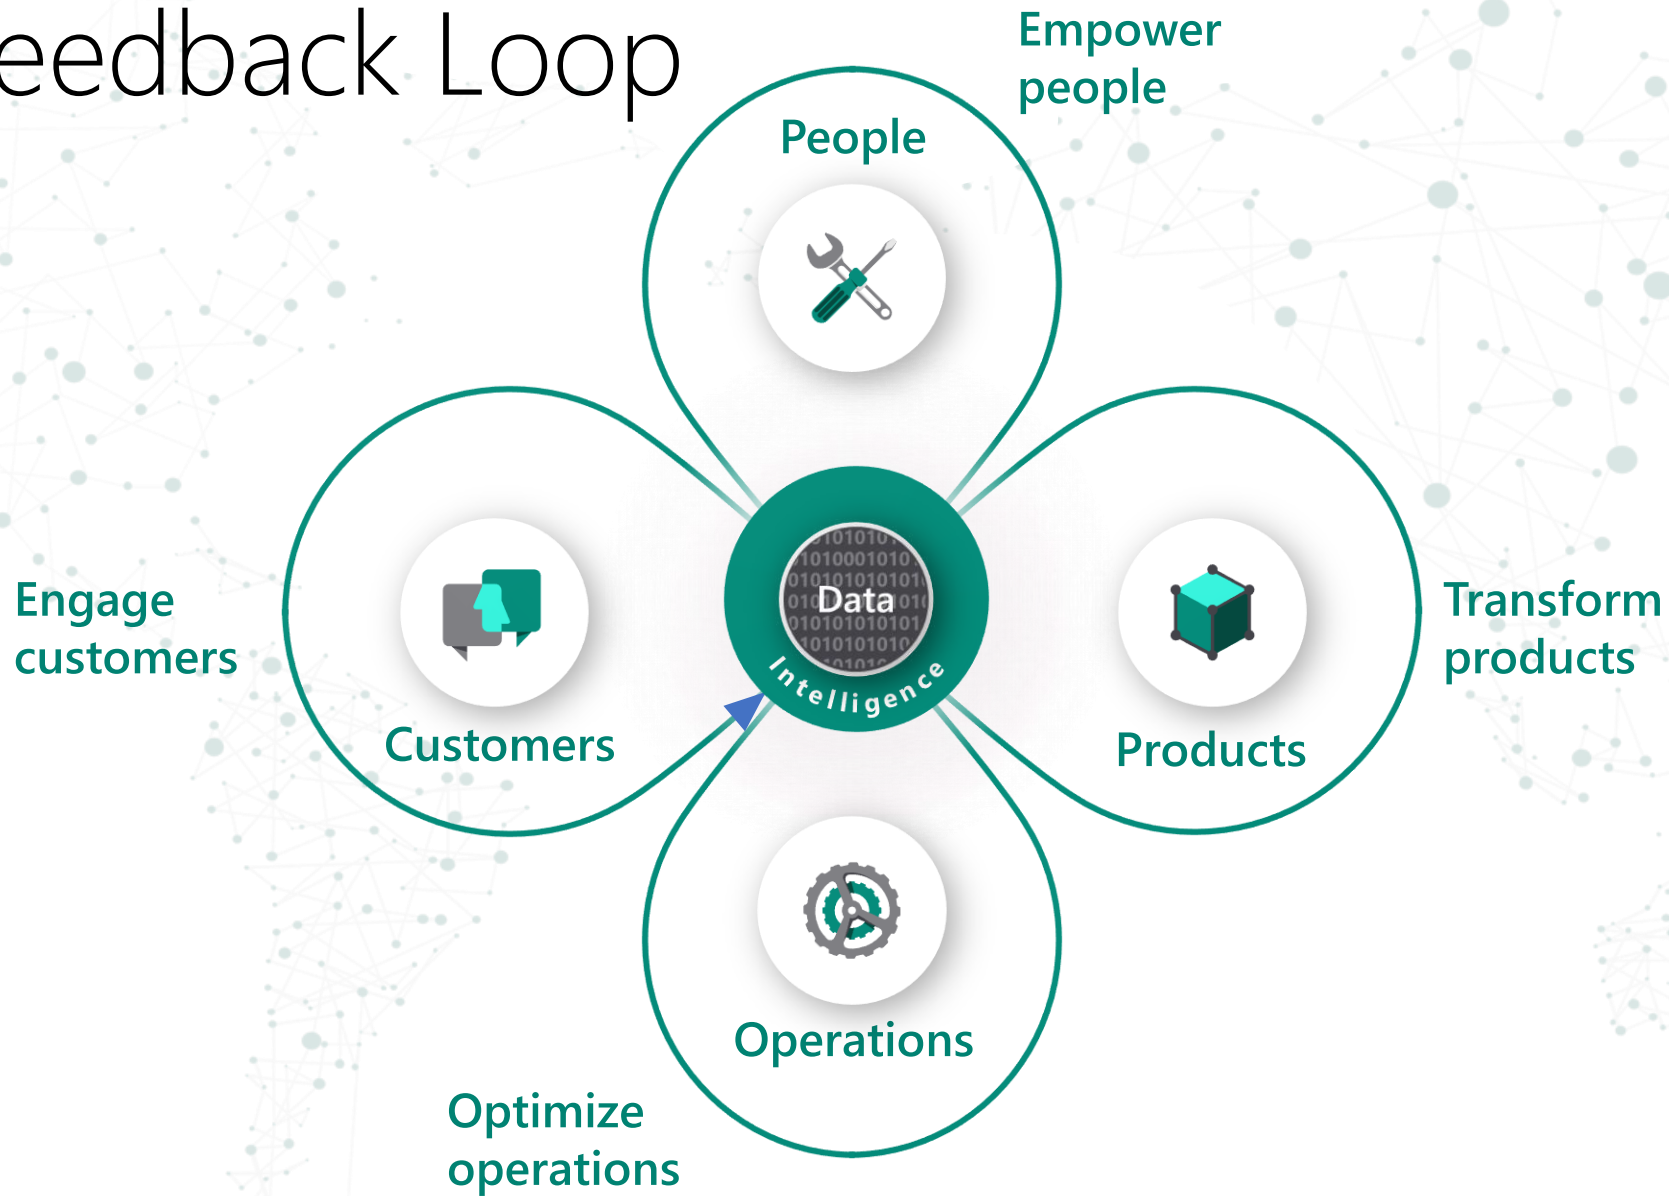 eedback Loop
Empower
people
People
Engage
customers
Customers
Data
Intelligence
Products
Transform
products
Operations
Optimize
operations